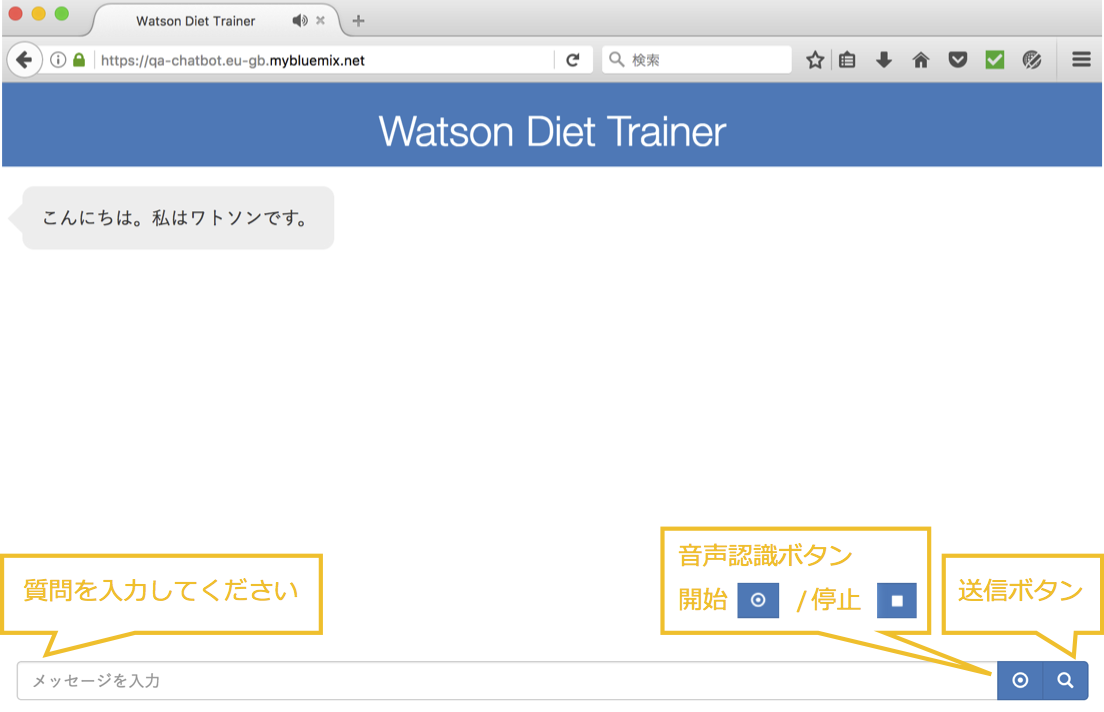 Watson Diet Trainer
https://qa-chatbot.eu-gb.mybluemix.net
検索
Watson Diet Trainer
こんにちは。私はワトソンです。
質問を入力してください
音声認識ボタン
開始 / 停止
送信ボタン
メッセージを入力